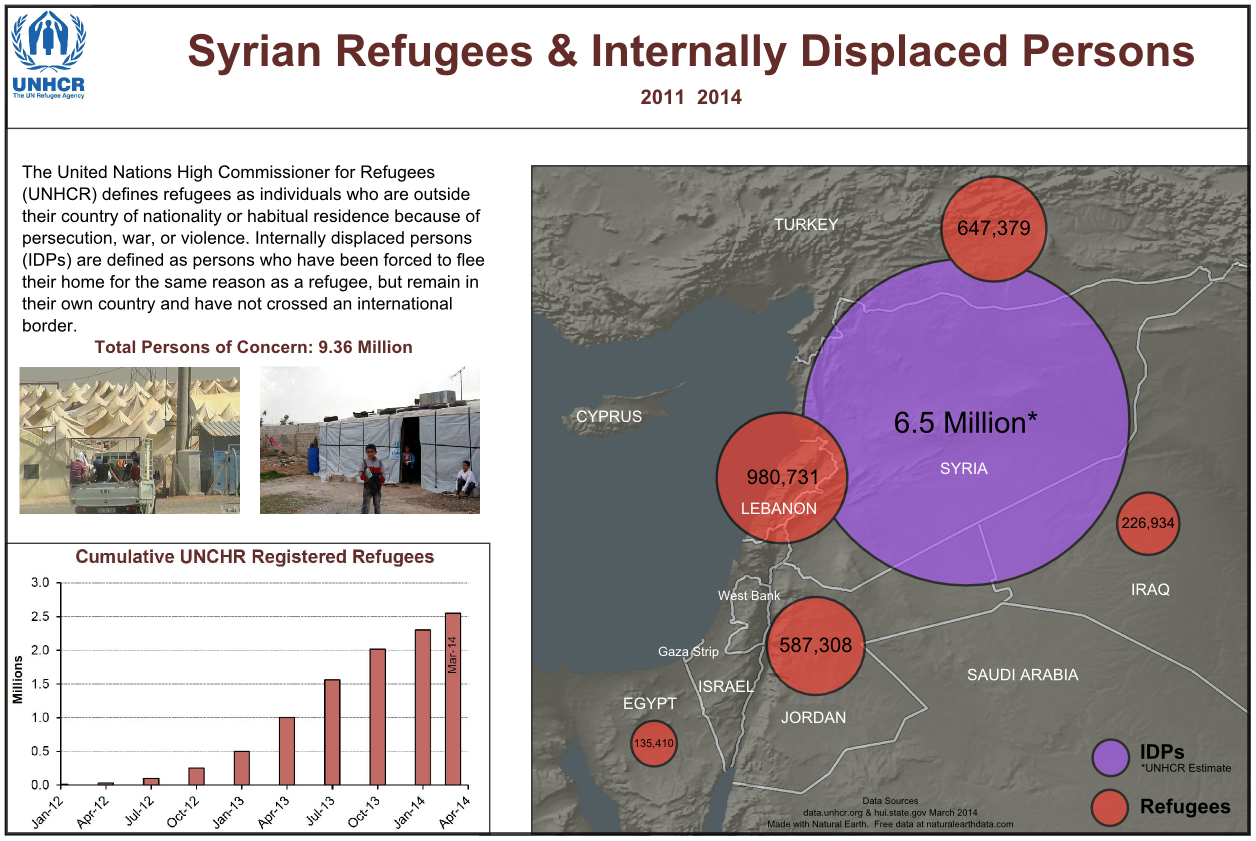 UNHCR
The UN Refugee Agency
Syrian Refugees & Internally Displaced Persons
2011 2014
The United Nations High Commissioner for Refugees
(UNHCR) defines refugees as individuals who are outside
their country of nationality or habitual residence because of
persecution, war, or violence. Internally displaced persons
(IDPs) are defined as persons who have been forced to flee
their home for the same reason as a refugee, but remain in
their own country and have not crossed an international
border.
Total Persons of Concern: 9.36 Million
Cumulative UNCHR Registered Refugees
Millions
3.0
2.5
2.0
1.5
1.0
0.5
0.0
Mar-14
Jan-12
Apr-12
Jul-12
Oct-12
Jan-13
Apr-13
Jul-13
Oct-13
Jan-14
Apr-14
TURKEY
647,379
CYPRUS
6.5 Million*
SYRIA
980,731
LEBANON
226,934
IRAQ
West Bank
587,308
Gaza Strip
ISRAEL
SAUDI ARABIA
EGYPT
JORDAN
135,410
IDPs
*UNHCR Estimate
Refugees
Data Sources
data.unhcr.org & hui.state.gov March 2014
Made with Natural Earth. Free data at naturalearthdata.com